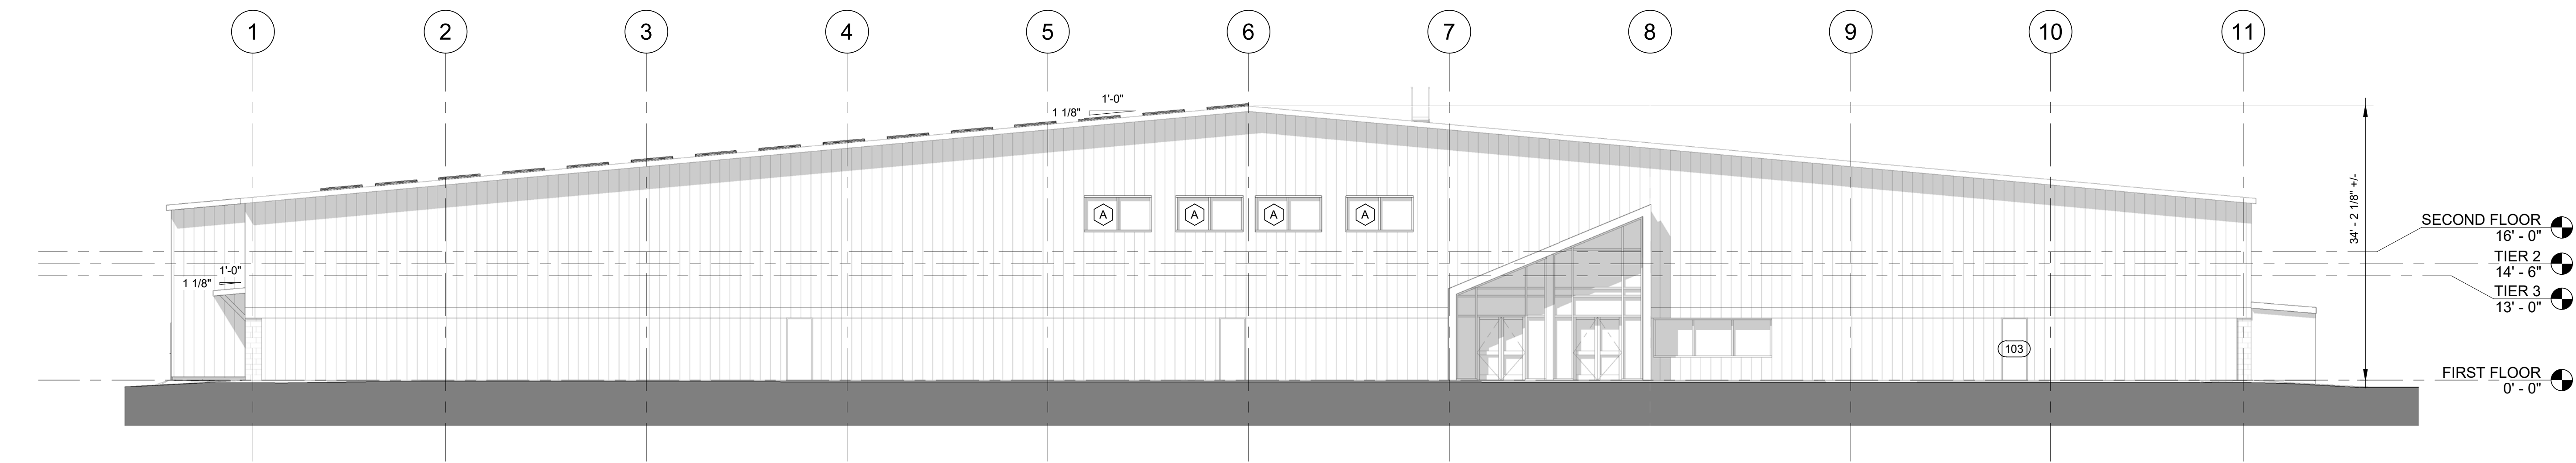 1 2 3 4 5 6 7 8 9 10 11
1'-0"
1 1/8"
A A A A
34' - 2 1/8" +/-
SECOND FLOOR
16' - 0"
TIER 2
14' - 6"
1'-0"
1 1/8"
TIER 3
13' - 0"
103
FIRST FLOOR
0' - 0"